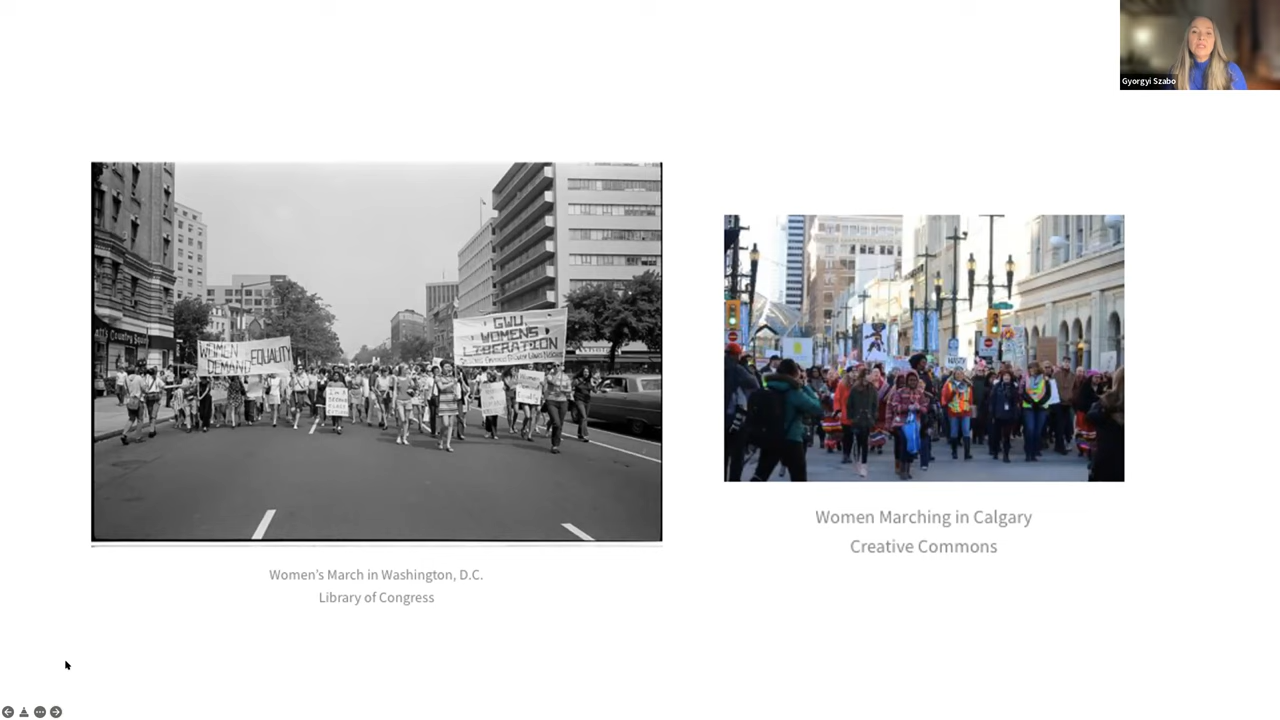 Gyorgyi Szabo
WOMEN
DEMAND EQUALITY
GWU
WOMENS
LIBERATION
Women's March in Washington, D.C.
Library of Congress
Women Marching in Calgary
Creative Commons